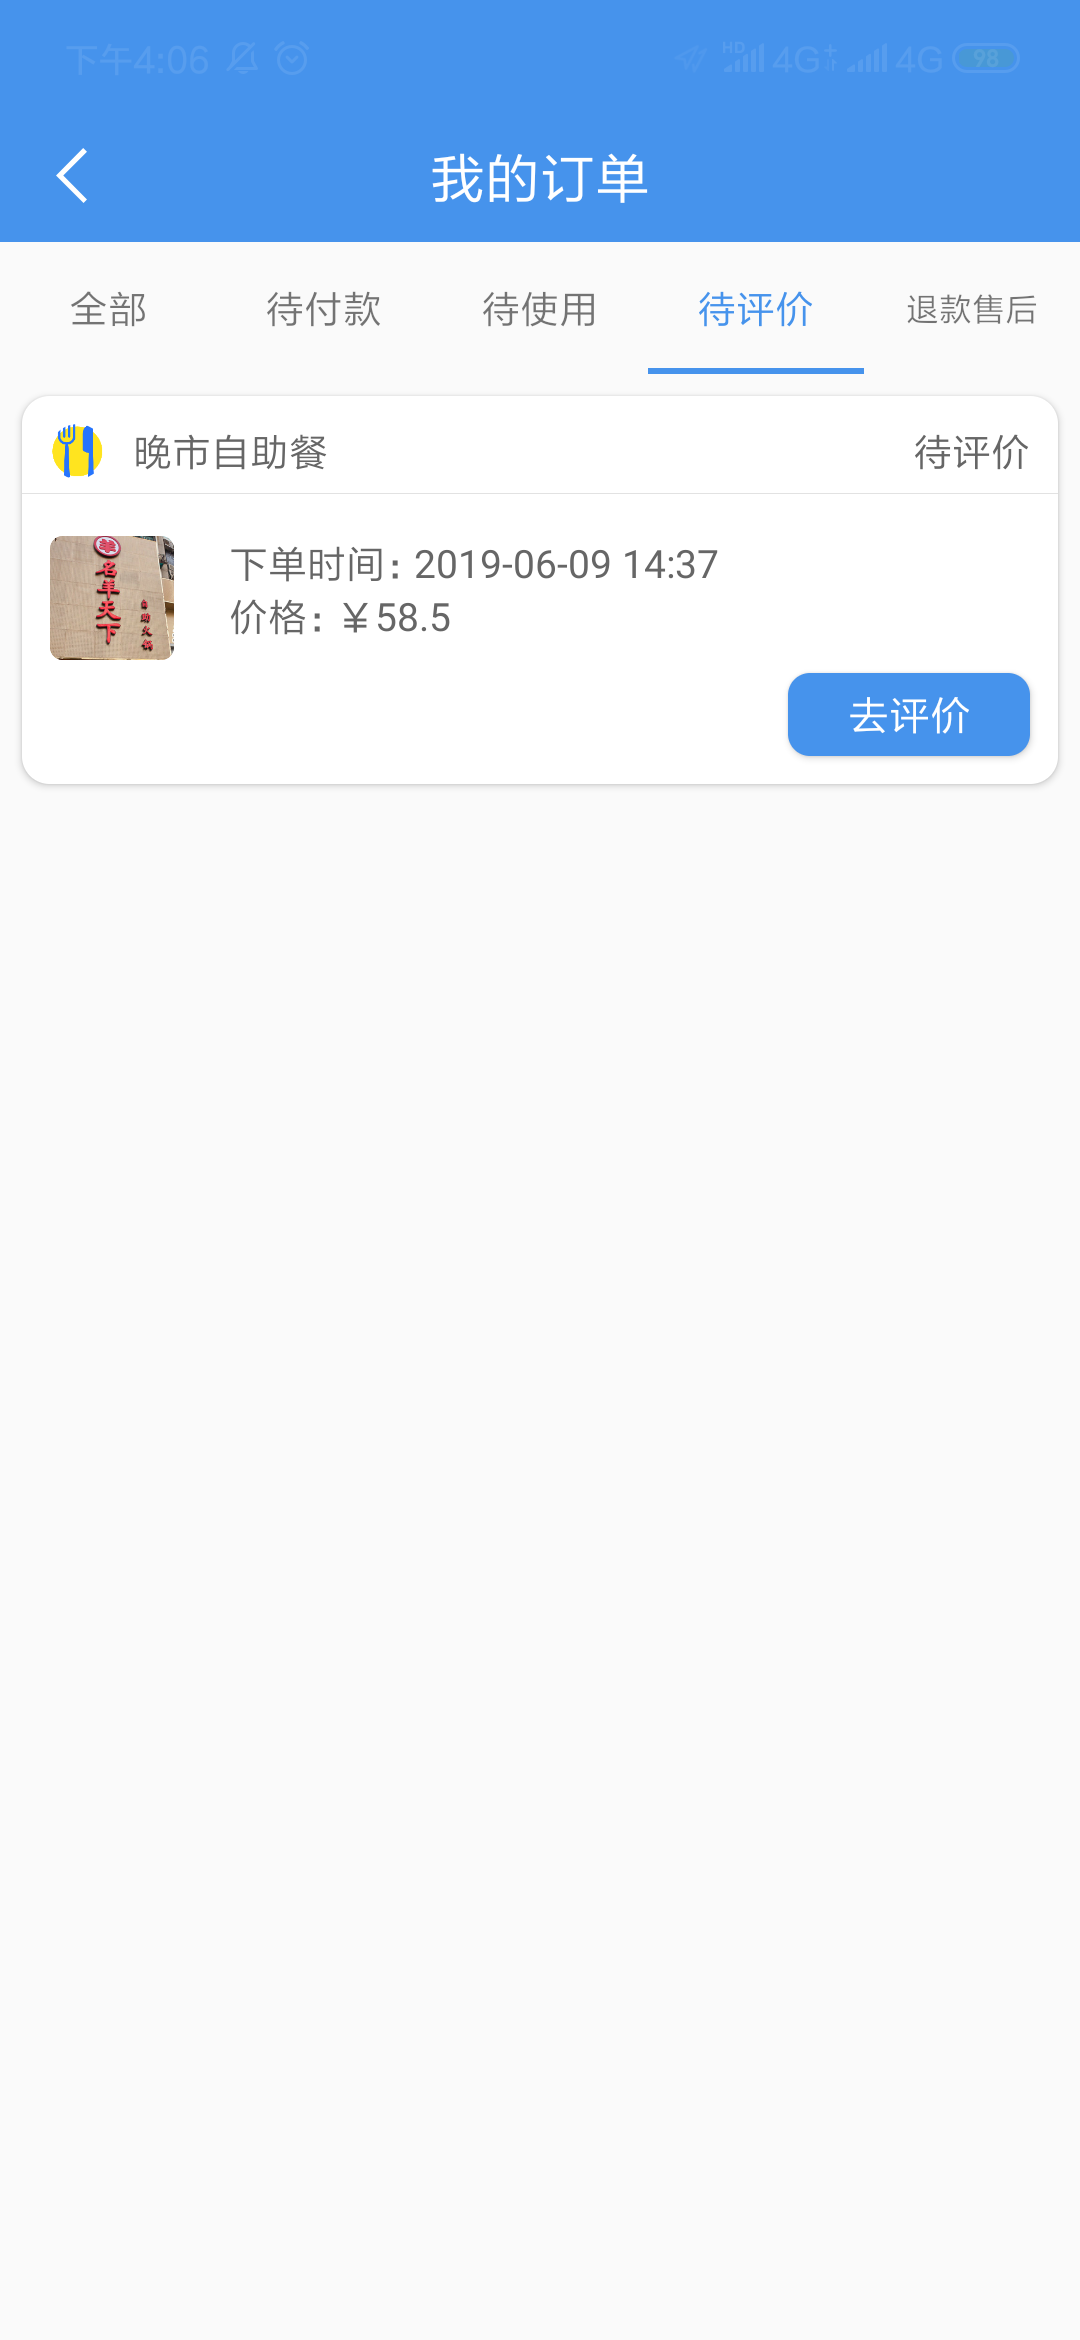 下午4:06 HD 4G+ 4G 98
我的订单
全部 待付款 待使用 待评价 退款售后
晚市自助餐 待评价
羊
名羊天下
自助火锅
下单时间：2019-06-09 14:37
价格：￥58.5
去评价